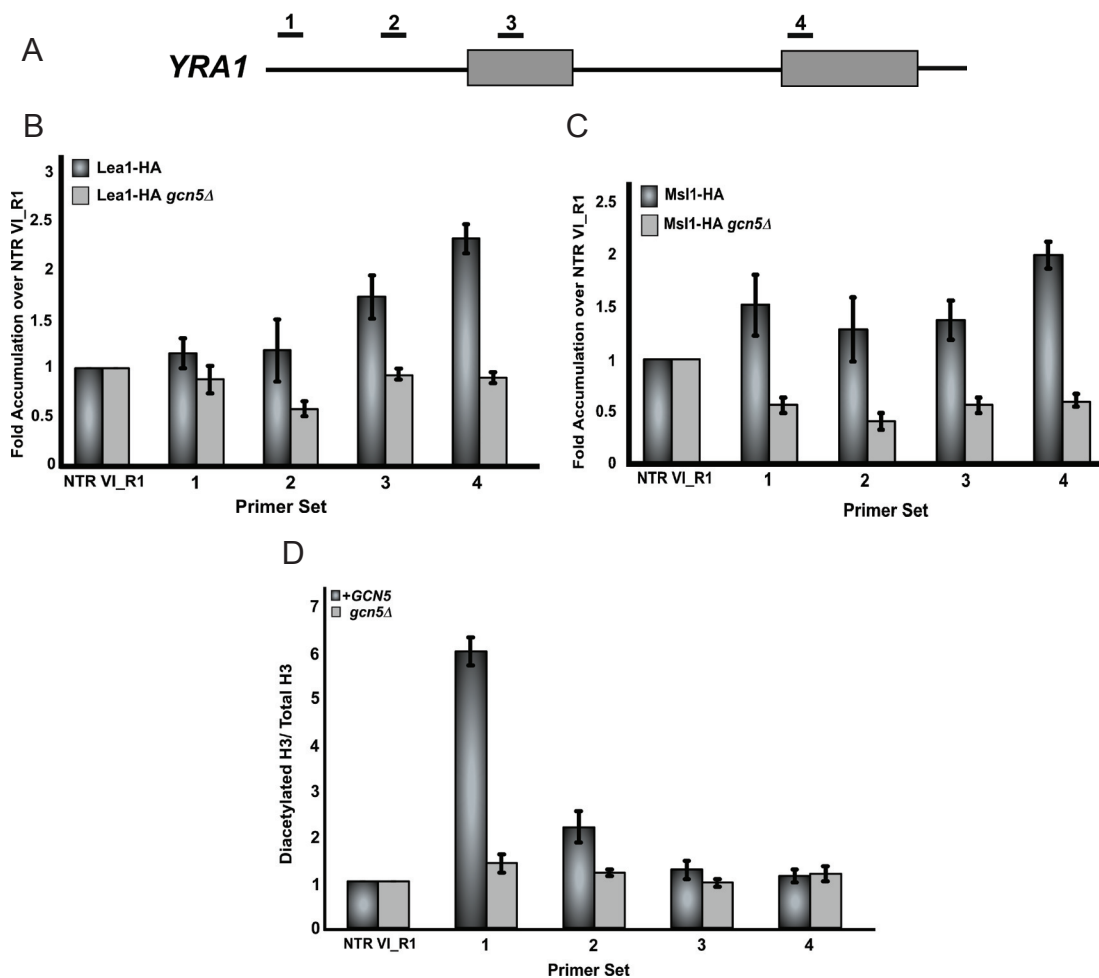 A
YRA1
1
2
3
4
B
Fold Accumulation over NTR VI_R1
Lea1-HA
Lea1-HA gcn5Δ
3
2.5
2
1.5
1
0.5
0
NTR VI_R1
1
2
3
4
Primer Set
C
Fold Accumulation over NTR VI_R1
Msl1-HA
Msl1-HA gcn5Δ
2.5
2
1.5
1
0.5
0
NTR VI_R1
1
2
3
4
Primer Set
D
Diacetylated H3/ Total H3
+GCN5
gcn5Δ
7
6
5
4
3
2
1
0
NTR VI_R1
1
2
3
4
Primer Set